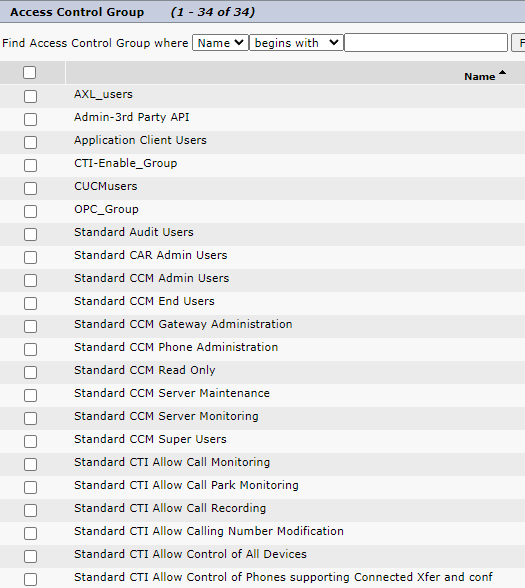 Access Control Group (1 - 34 of 34)
Find Access Control Group where Name begins with
Name
AXL_users
Admin-3rd Party API
Application Client Users
CTI-Enable_Group
CUCMusers
OPC_Group
Standard Audit Users
Standard CAR Admin Users
Standard CCM Admin Users
Standard CCM End Users
Standard CCM Gateway Administration
Standard CCM Phone Administration
Standard CCM Read Only
Standard CCM Server Maintenance
Standard CCM Server Monitoring
Standard CCM Super Users
Standard CTI Allow Call Monitoring
Standard CTI Allow Call Park Monitoring
Standard CTI Allow Call Recording
Standard CTI Allow Calling Number Modification
Standard CTI Allow Control of All Devices
Standard CTI Allow Control of Phones supporting Connected Xfer and conf